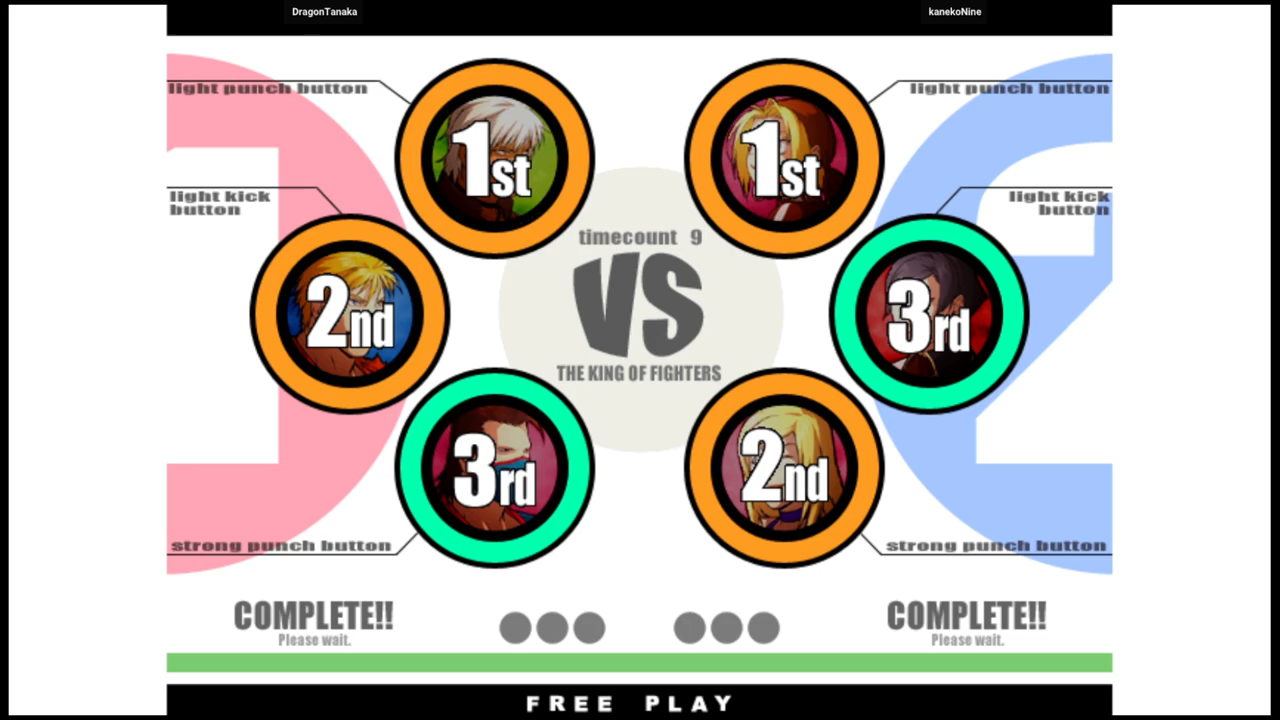 DragonTanaka
kanekoNine
light punch button
light punch button
1st
1st
light kick
button
light kick
button
timecount 9
VS
THE KING OF FIGHTERS
2nd
3rd
3rd
2nd
strong punch button
strong punch button
COMPLETE!!
Please wait.
COMPLETE!!
Please wait.
FREE PLAY
1
2